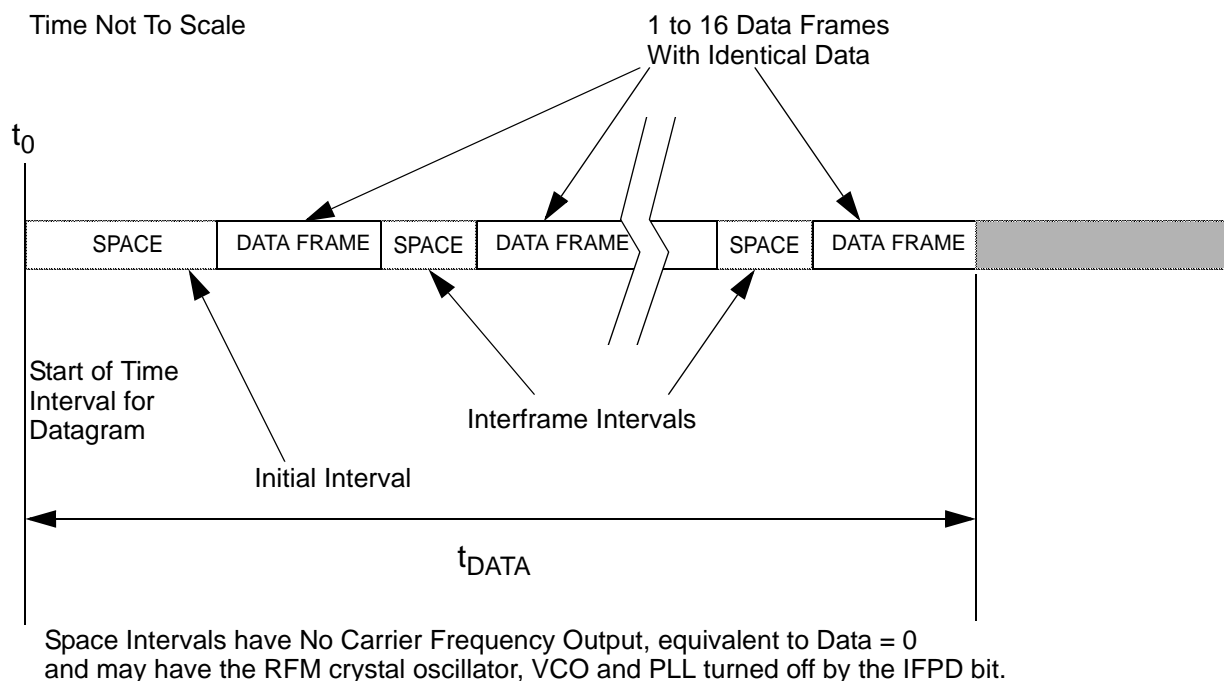 Time Not To Scale
1 to 16 Data Frames
With Identical Data
t0
SPACE
DATA FRAME
SPACE
DATA FRAME
SPACE
DATA FRAME
Start of Time
Interval for
Datagram
Interframe Intervals
Initial Interval
tDATA
Space Intervals have No Carrier Frequency Output, equivalent to Data = 0
and may have the RFM crystal oscillator, VCO and PLL turned off by the IFPD bit.